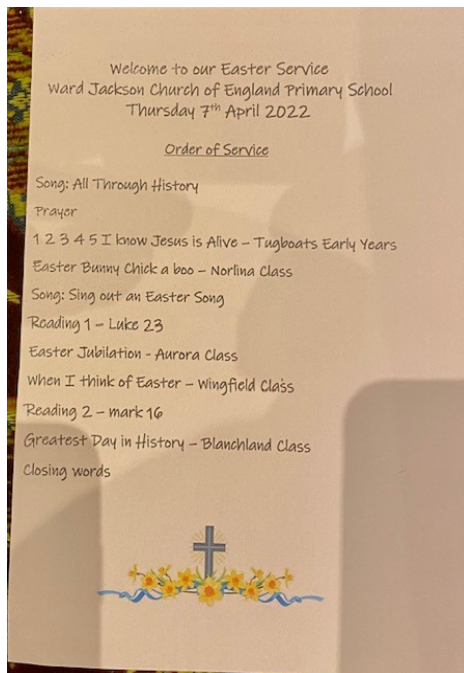 Welcome to our Easter Service
Ward Jackson Church of England Primary School
Thursday 7th April 2022
Order of Service
Song: All Through History
Prayer
1 2 3 4 5 I know Jesus is Alive – Tugboats Early Years
Easter Bunny Chick a boo – Norlina Class
Song: Sing out an Easter Song
Reading 1 – Luke 23
Easter Jubilation - Aurora Class
When I think of Easter – Wingfield Class
Reading 2 – mark 16
Greatest Day in History – Blanchland Class
Closing words